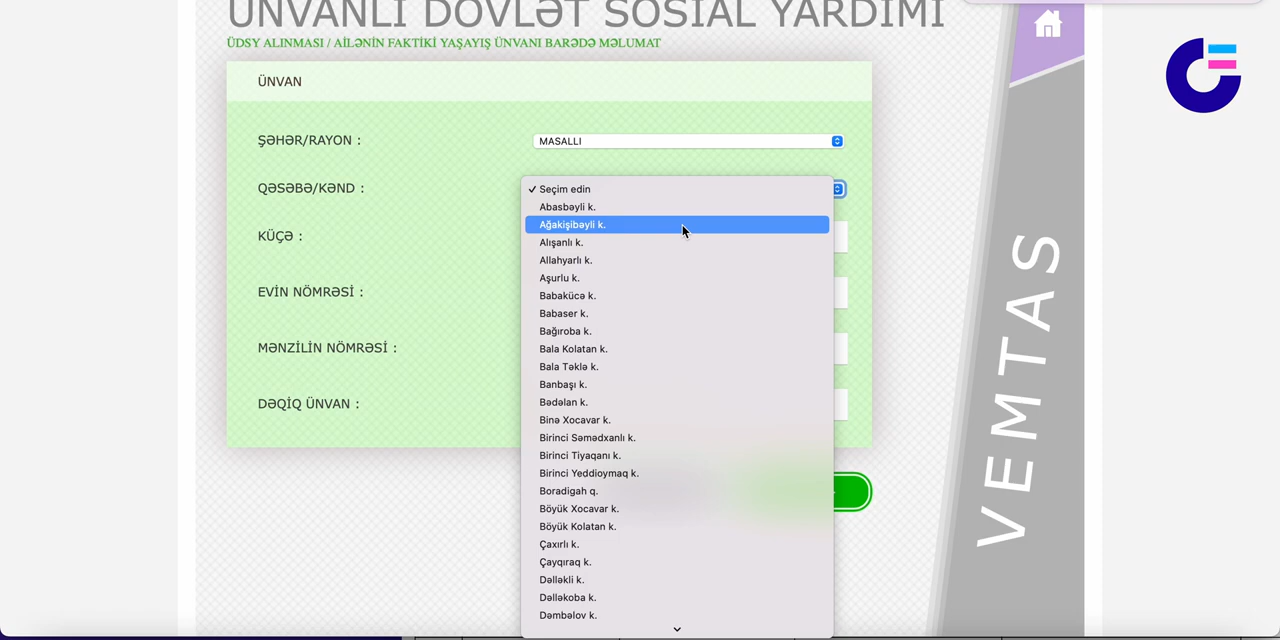 ÜNVANLI DÖVLƏT SOSİAL YARDIMI
ÜDSY ALINMASI / AİLƏNİN FAKTİKİ YAŞAYIŞ ÜNVANI BARƏDƏ MƏLUMAT
ÜNVAN
ŞƏHƏR/RAYON :
MASALLI
QƏSƏBƏ/KƏND :
✓ Seçim edin
Abasbəyli k.
Ağakişibəyli k.
Alışanlı k.
Allahyarlı k.
Aşurlu k.
Babakücə k.
Babaser k.
Bağıroba k.
Bala Kolatan k.
Bala Təklə k.
Banbaşı k.
Bədəlan k.
Binə Xocavar k.
Birinci Səmədxanlı k.
Birinci Tiyaqanı k.
Birinci Yeddioymaq k.
Boradigah q.
Böyük Xocavar k.
Böyük Kolatan k.
Çaxırlı k.
Çayqıraq k.
Dəlləkli k.
Dəlləkoba k.
Dəmbəlov k.
KÜÇƏ :
EVİN NÖMRƏSİ :
MƏNZİLİN NÖMRƏSİ :
DƏQİQ ÜNVAN :
VEMTAS